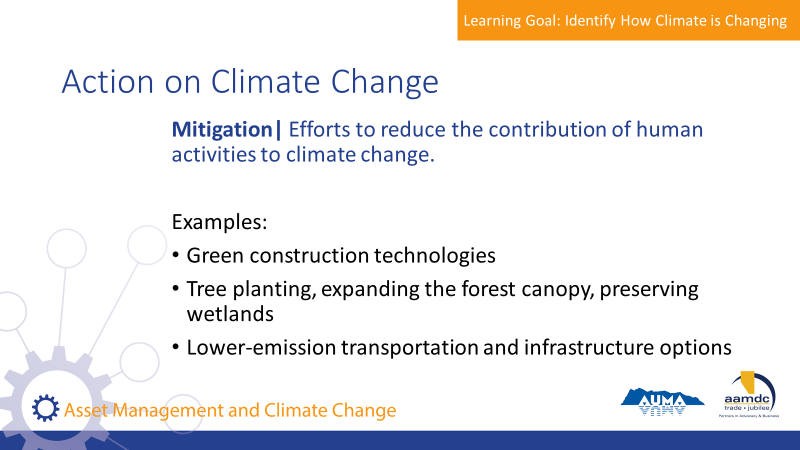 Learning Goal: Identify How Climate is Changing
Action on Climate Change
Mitigation| Efforts to reduce the contribution of human
activities to climate change.
Examples:
• Green construction technologies
• Tree planting, expanding the forest canopy, preserving
wetlands
• Lower-emission transportation and infrastructure options
Asset Management and Climate Change
AUMA
aamdc
trade • jubilee
Partners in Advocacy & Business